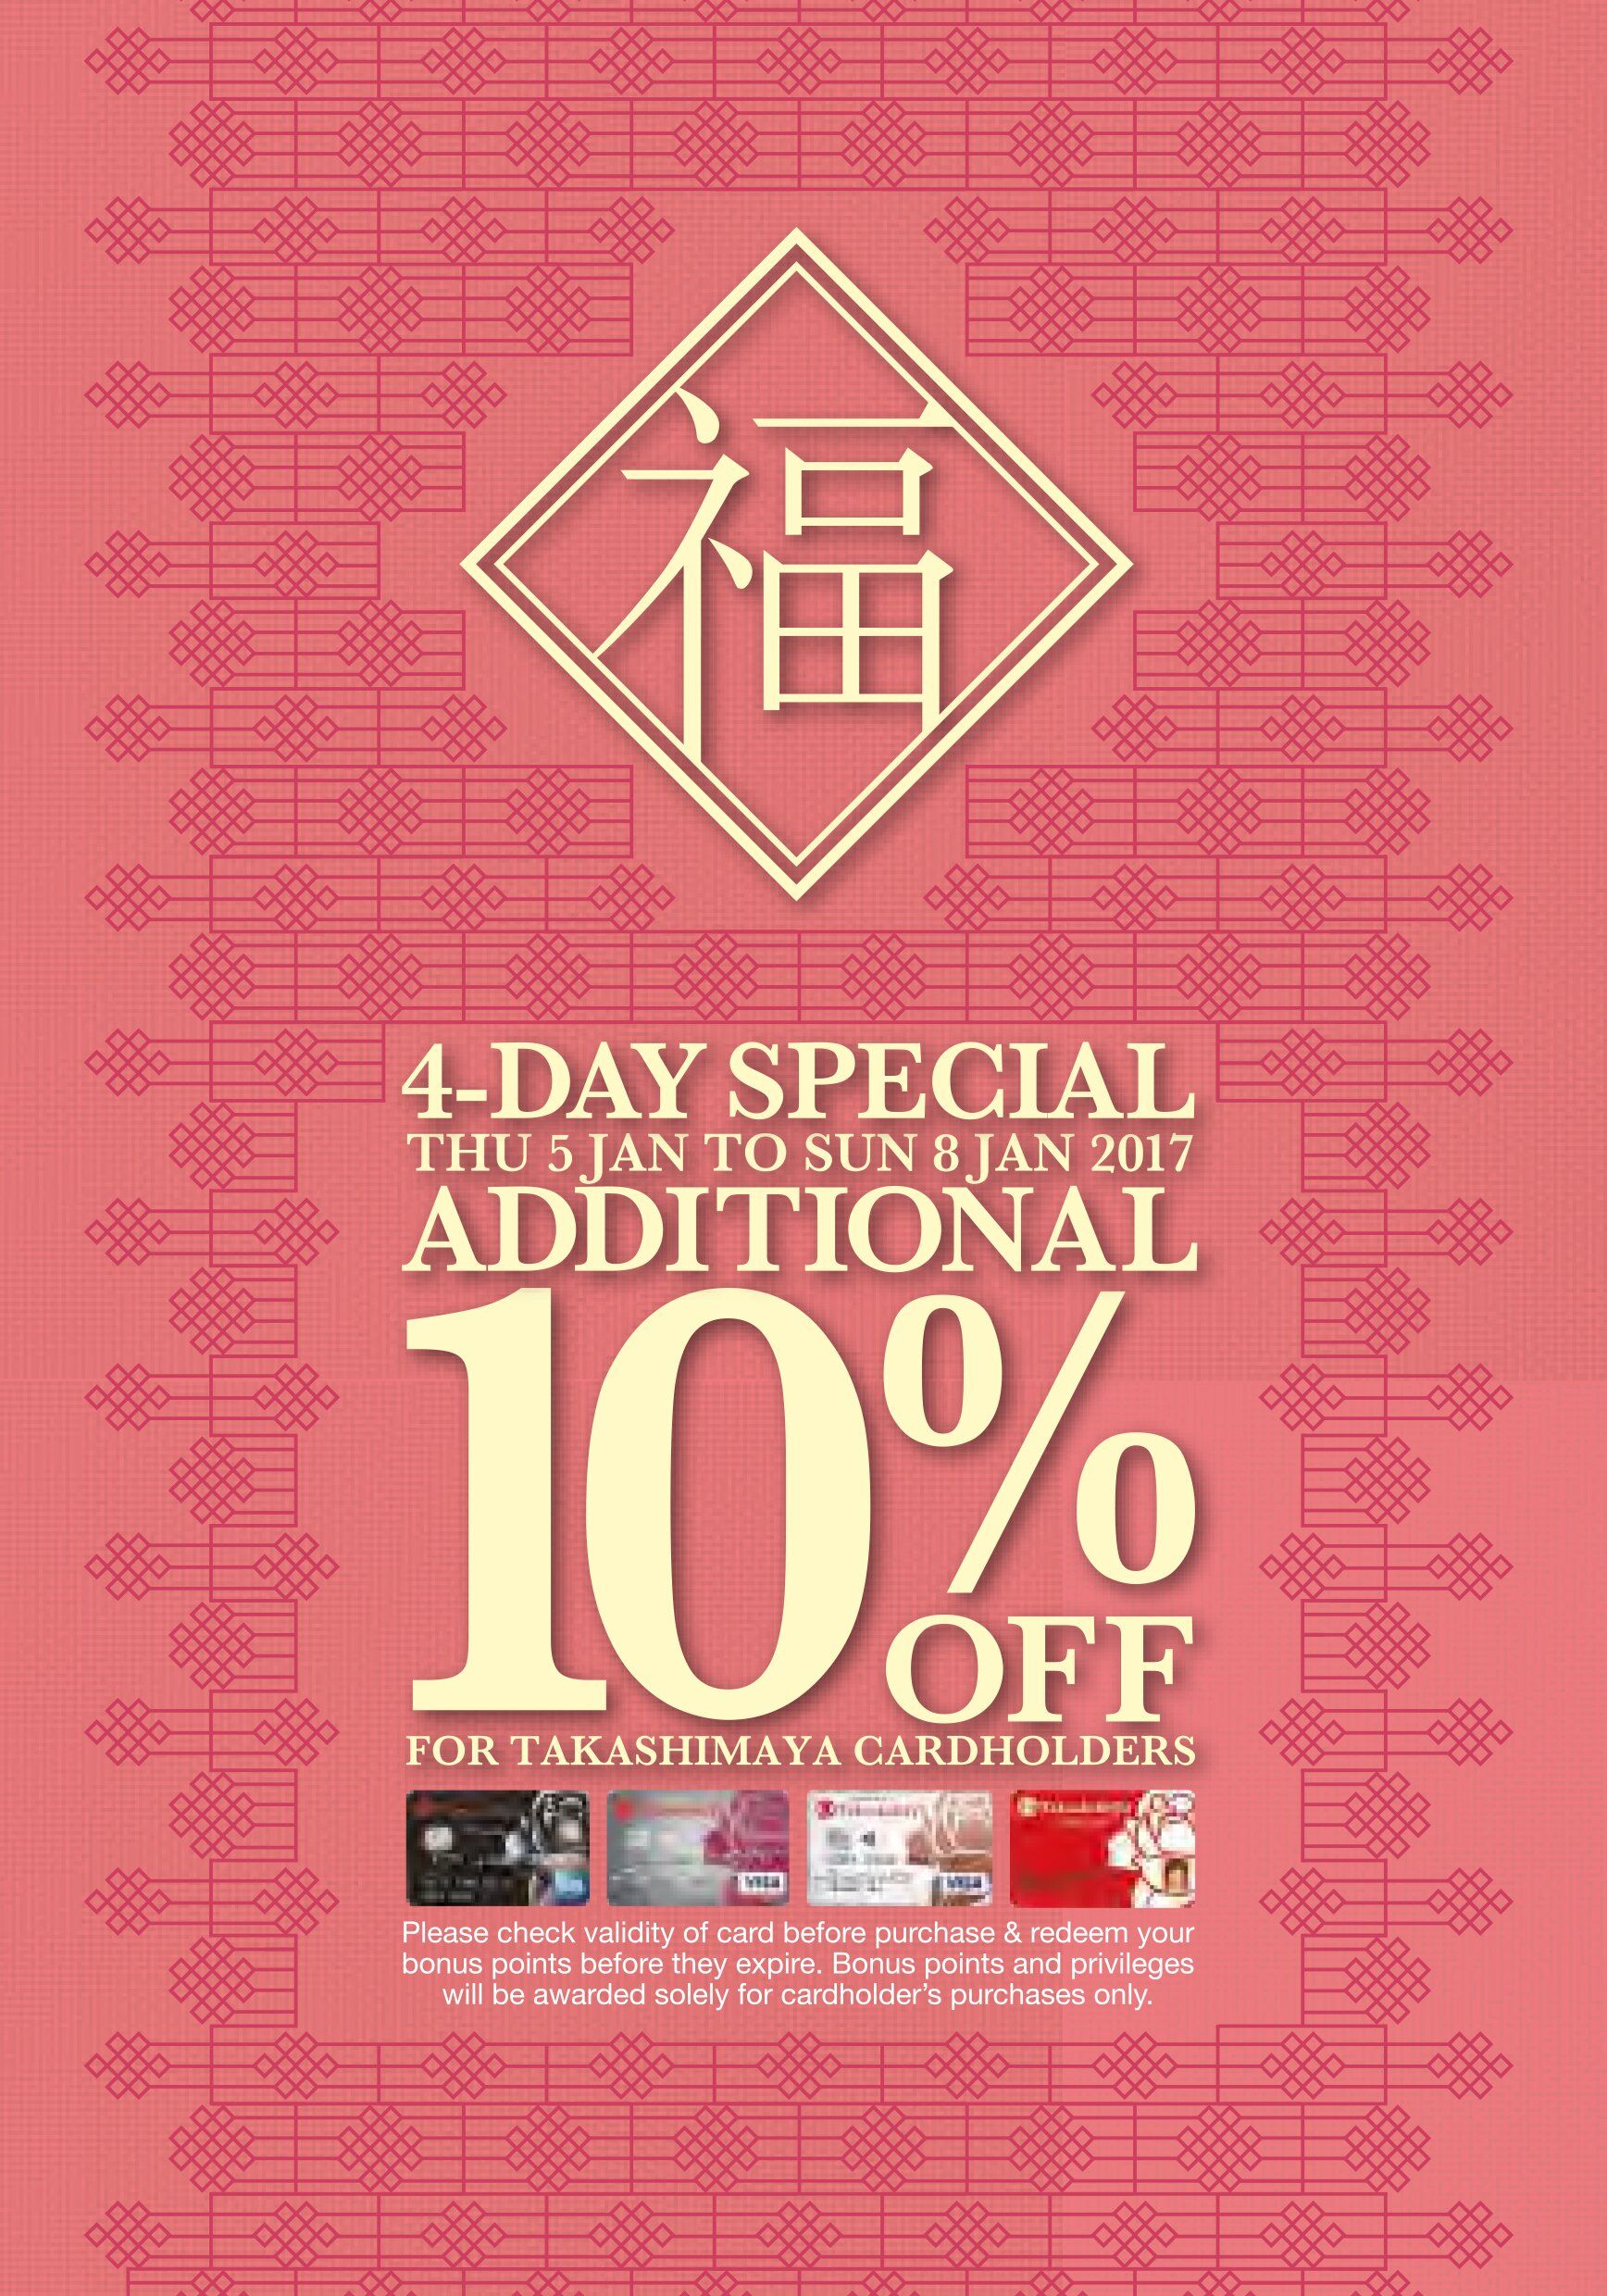 福
4-DAY SPECIAL
THU 5 JAN TO SUN 8 JAN 2017
ADDITIONAL
10%
OFF
FOR TAKASHIMAYA CARDHOLDERS
VISA
VISA
Please check validity of card before purchase & redeem your
bonus points before they expire. Bonus points and privileges
will be awarded solely for cardholder’s purchases only.